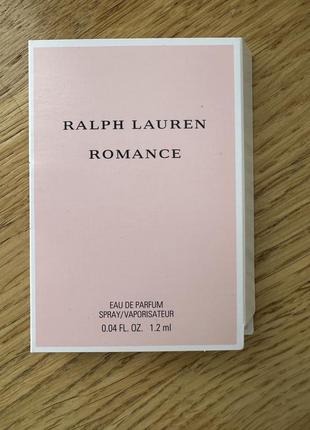 RALPH LAUREN
ROMANCE
EAU DE PARFUM
SPRAY/VAPORISATEUR
0.04 FL. OZ. 1.2 ml